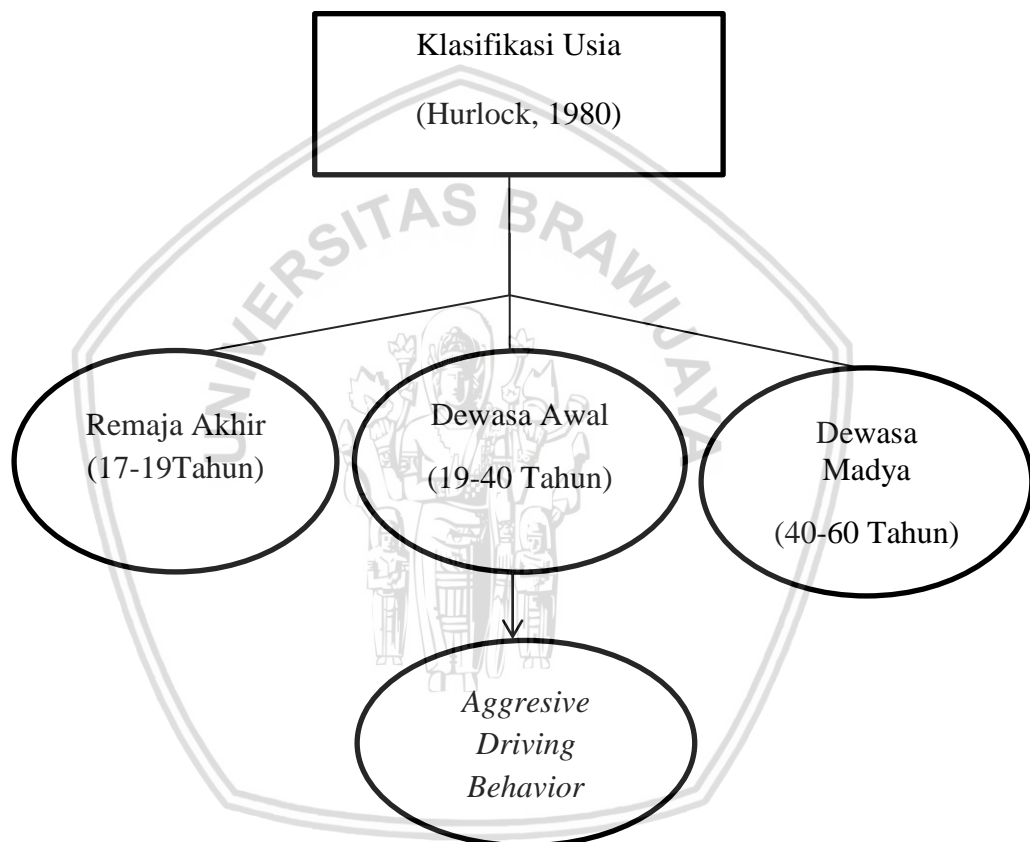 Klasifikasi Usia
(Hurlock, 1980)
UNIVERSITAS BRAWIJAYA
Remaja Akhir
(17-19Tahun)
Dewasa Awal
(19-40 Tahun)
Dewasa
Madya
(40-60 Tahun)
Aggresive
Driving
Behavior